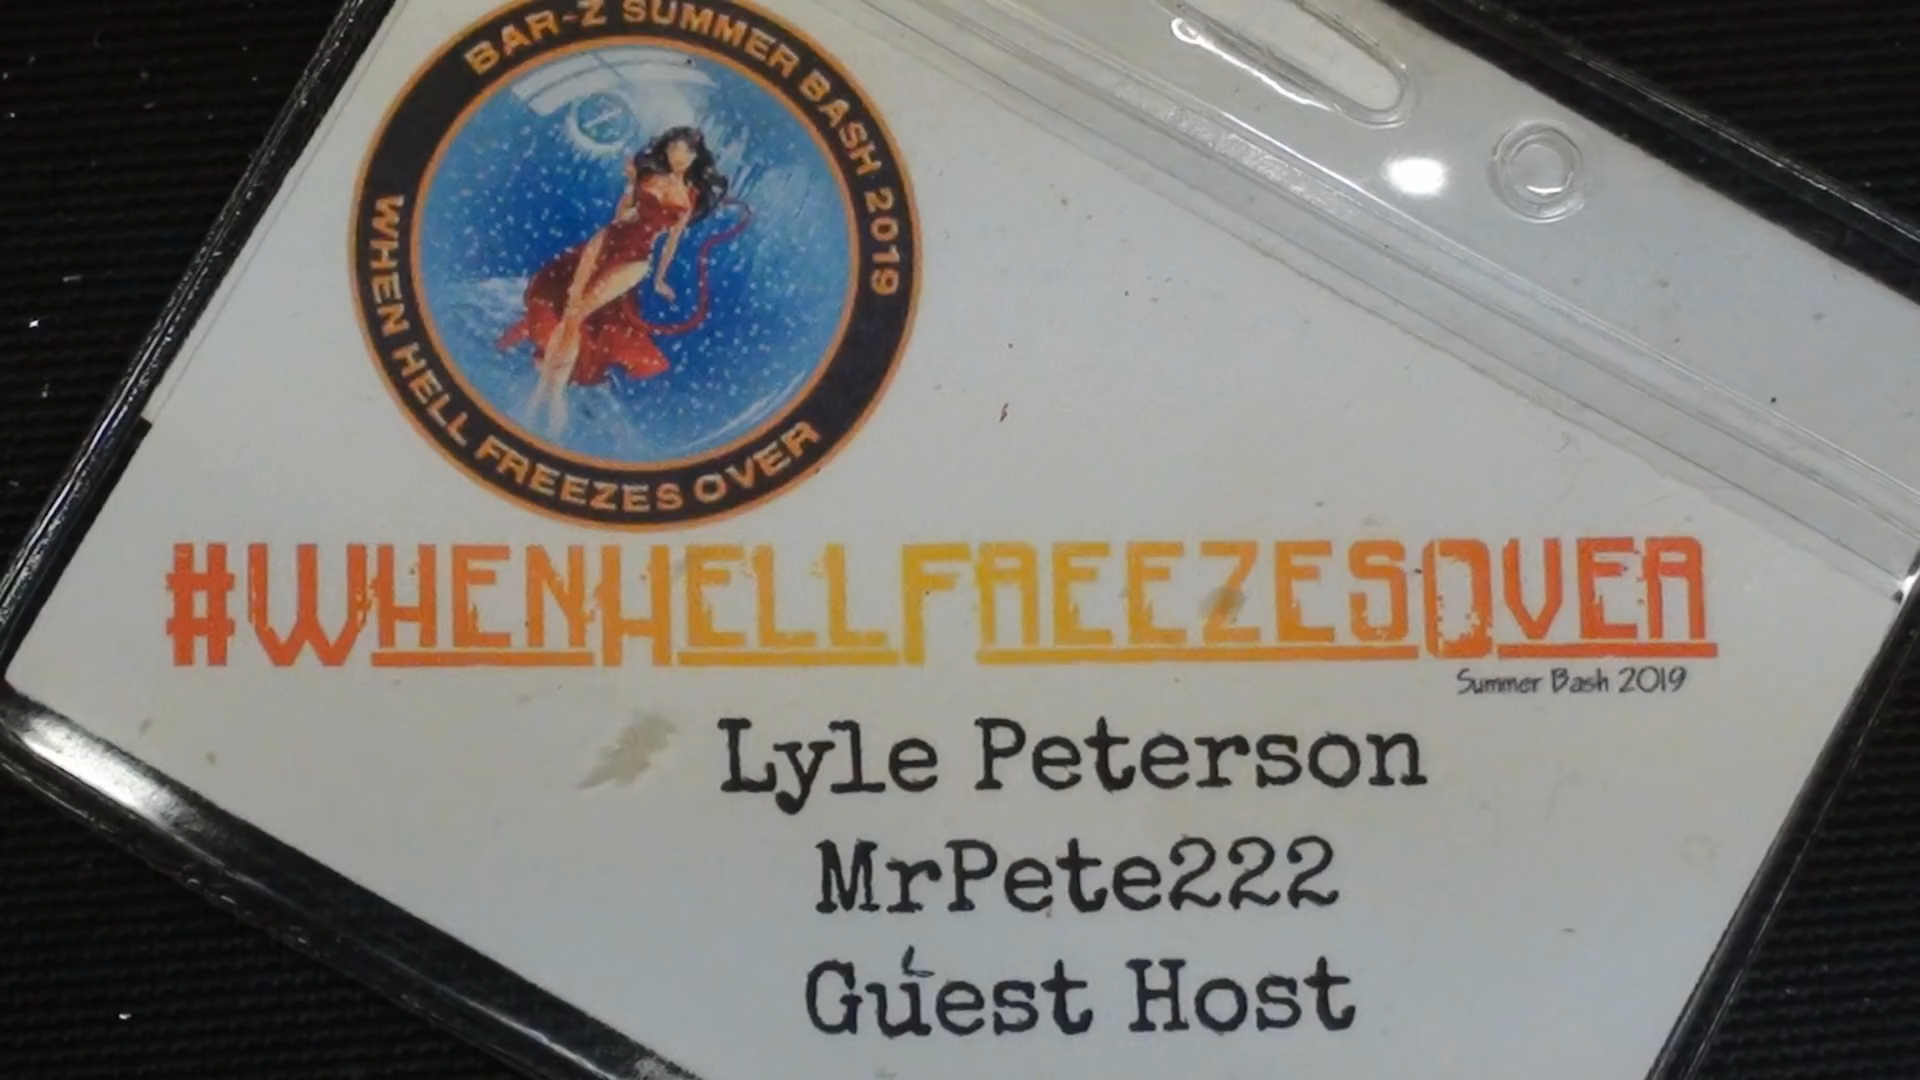 BAR-Z SUMMER BASH 2019
WHEN HELL FREEZES OVER
#WHENHELLFREEZESOVER
Summer Bash 2019
Lyle Peterson
MrPete222
Guest Host